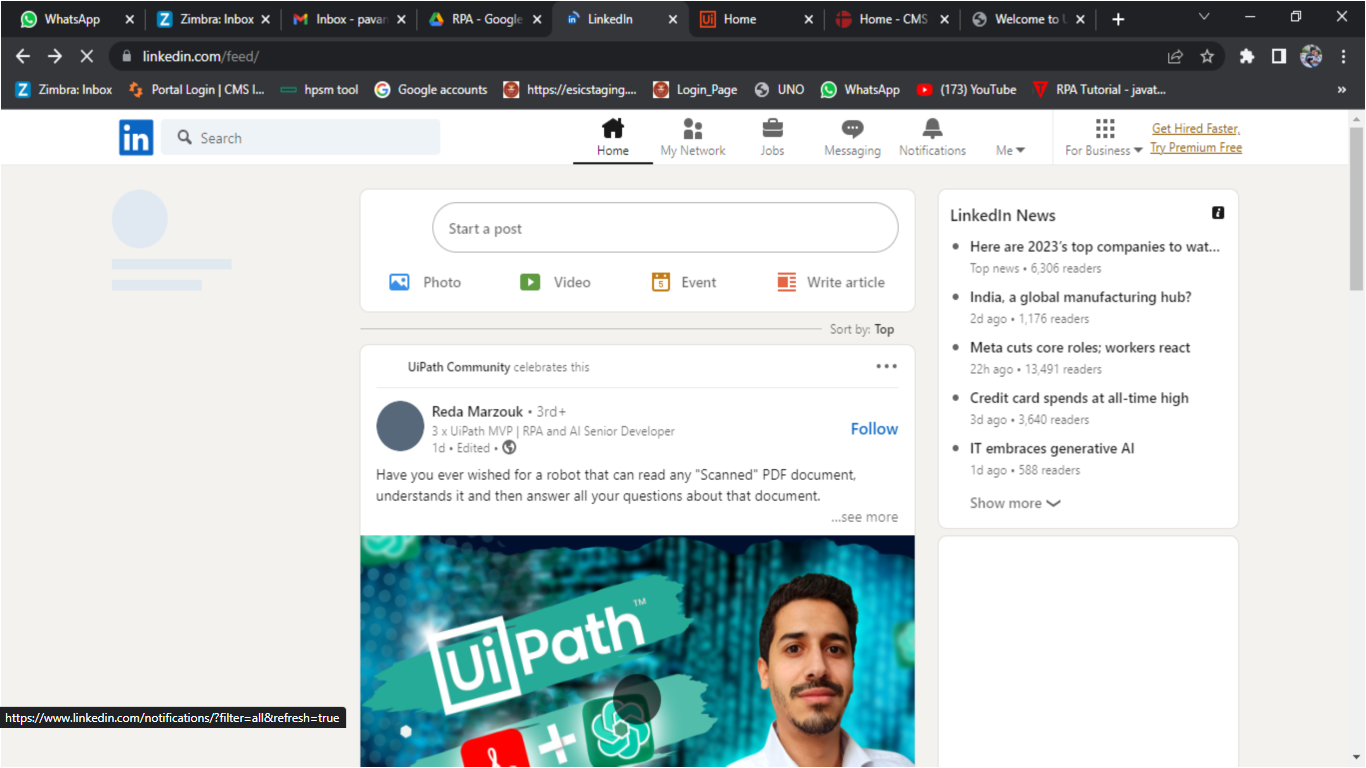 WhatsApp
Zimbra: Inbox
Inbox - pavan
RPA - Google
LinkedIn
Ui Home
Home - CMS
Welcome to U
linkedin.com/feed/
Z Zimbra: Inbox
Portal Login | CMS I...
hpsm tool
Google accounts
https://esicstaging....
Login_Page
UNO
WhatsApp
(173) YouTube
RPA Tutorial - javat...
»
in
Search
Home
My Network
Jobs
Messaging
Notifications
Me
For Business
Get Hired Faster,
Try Premium Free
Start a post
Photo
Video
Event
Write article
Sort by: Top
UiPath Community celebrates this
Reda Marzouk • 3rd+
3 x UiPath MVP | RPA and AI Senior Developer
1d • Edited •
Follow
Have you ever wished for a robot that can read any "Scanned" PDF document,
understands it and then answer all your questions about that document.
...see more
UiPath™
+
LinkedIn News
Here are 2023's top companies to wat...
Top news • 6,306 readers
India, a global manufacturing hub?
2d ago • 1,176 readers
Meta cuts core roles; workers react
22h ago • 13,491 readers
Credit card spends at all-time high
3d ago • 3,640 readers
IT embraces generative AI
1d ago • 588 readers
Show more
https://www.linkedin.com/notifications/?filter=all&refresh=true